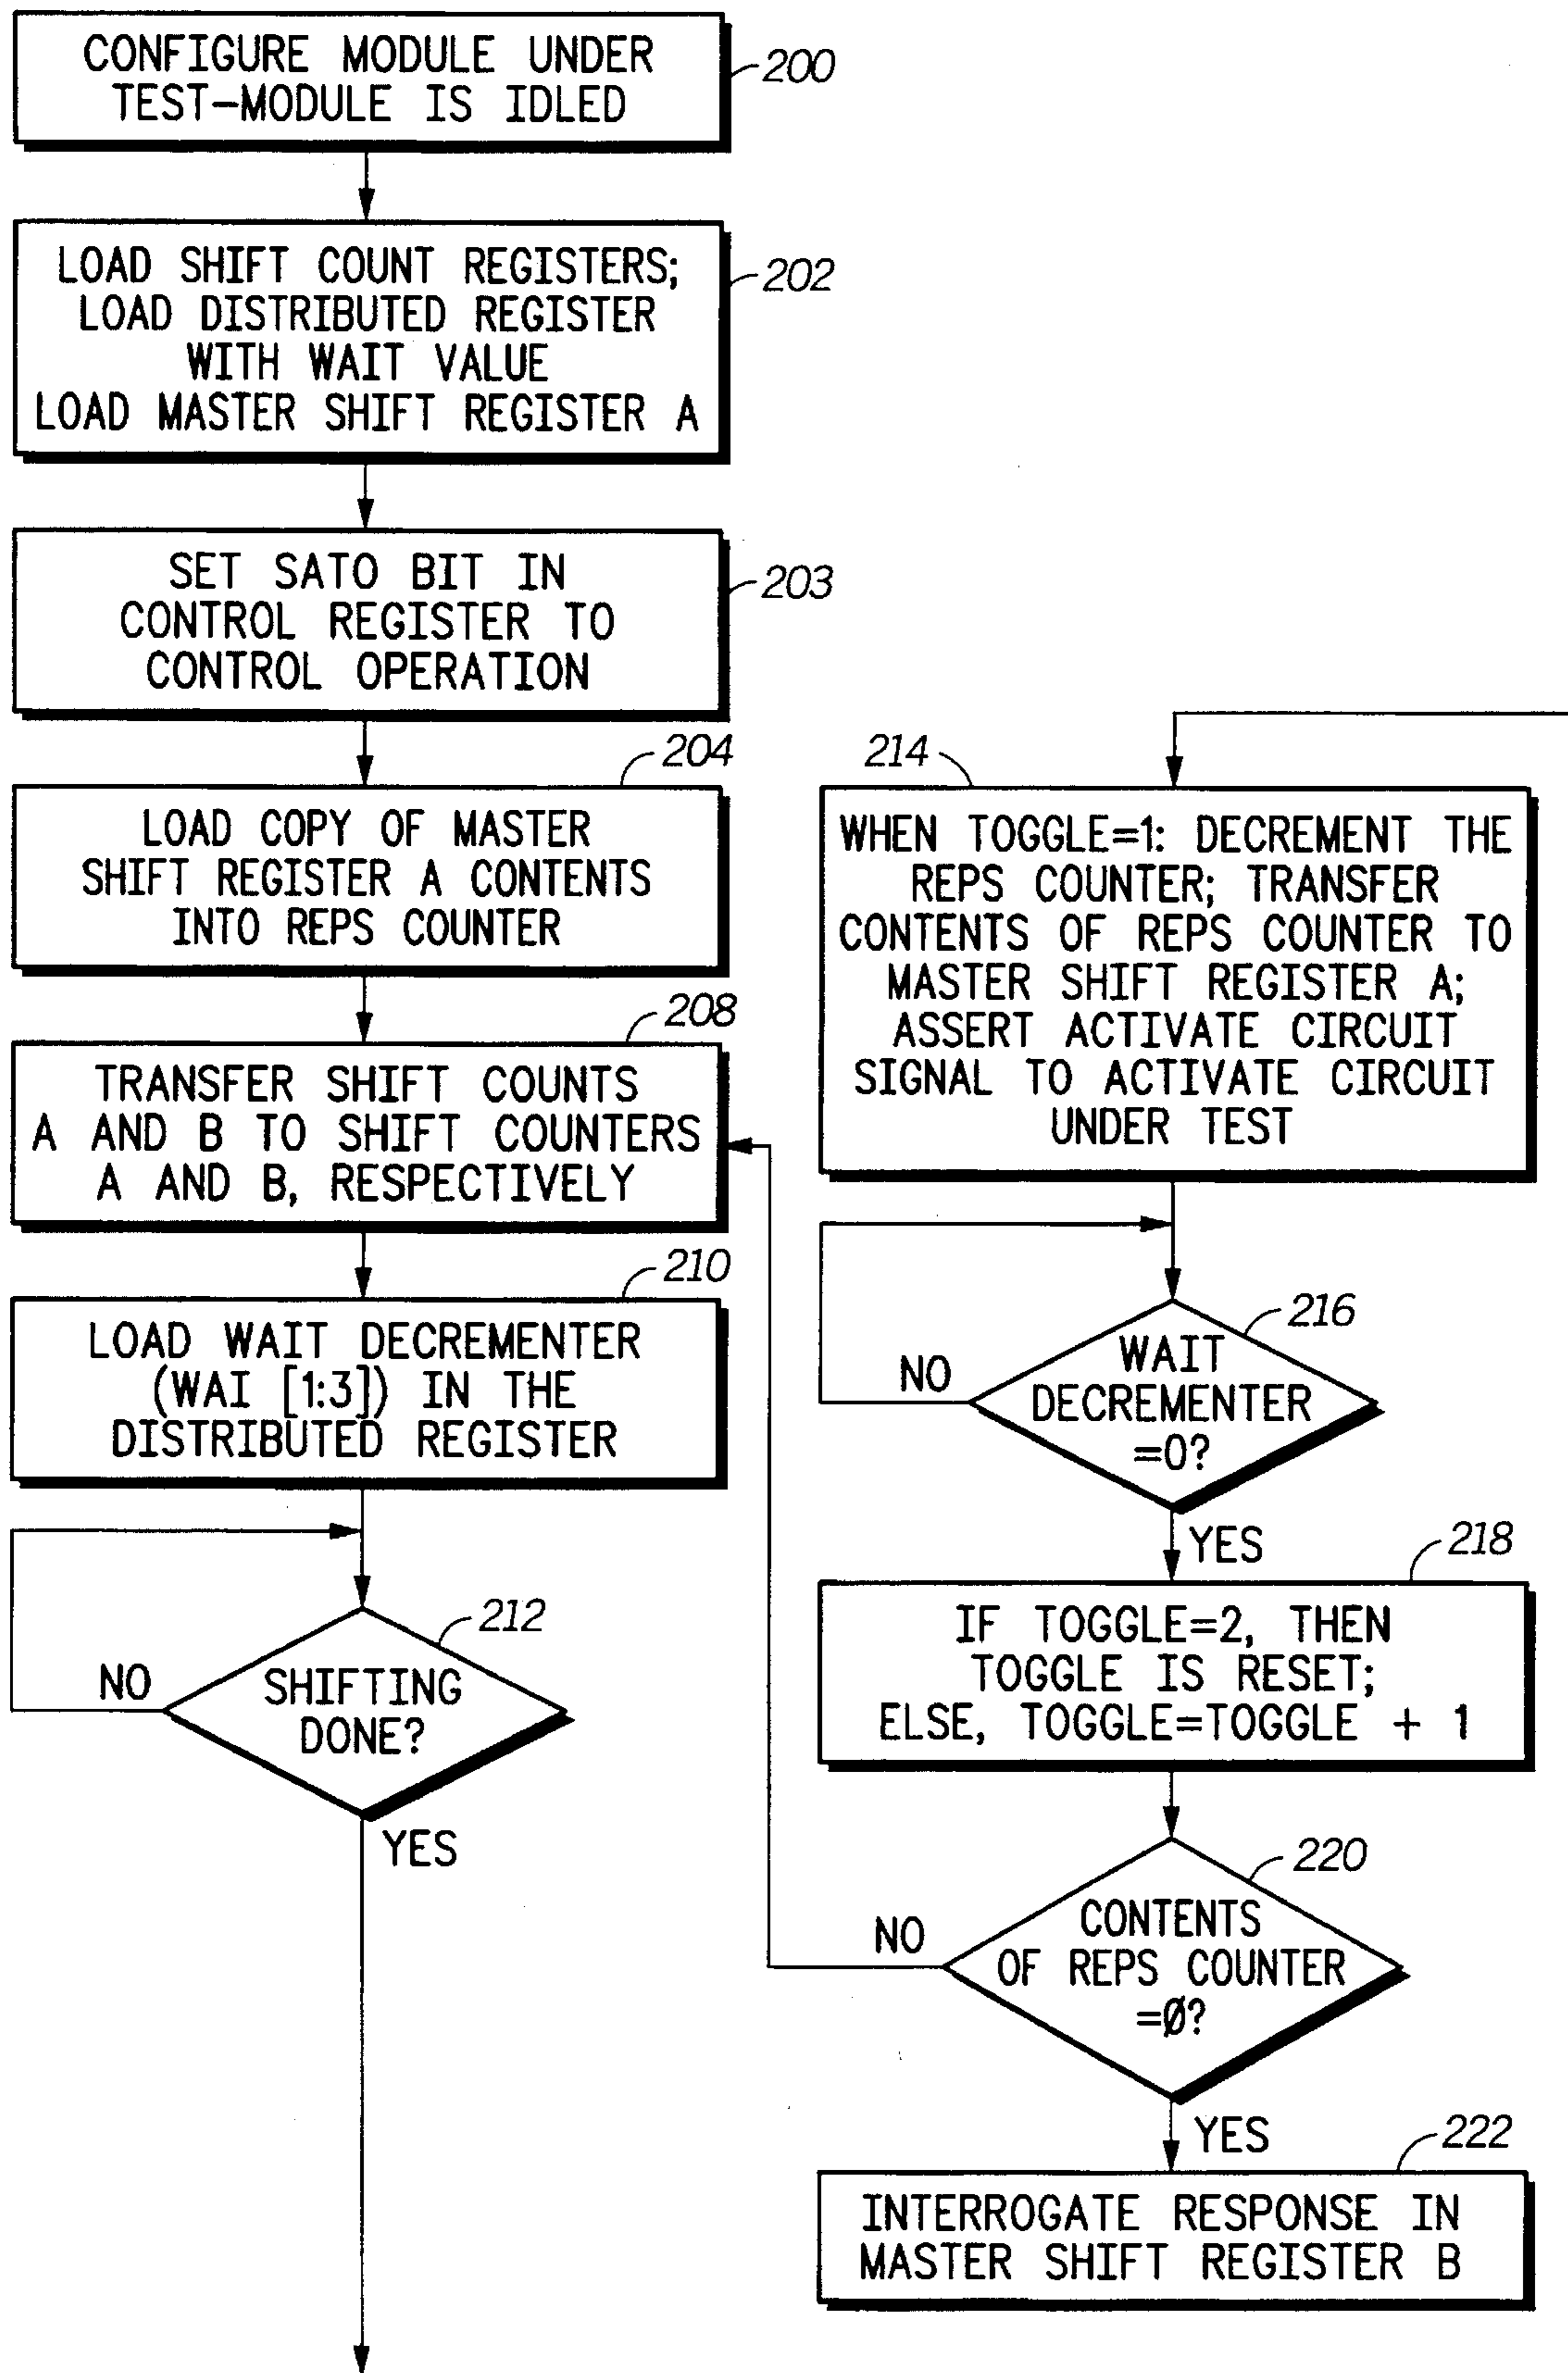 CONFIGURE MODULE UNDER
TEST-MODULE IS IDLED
200
LOAD SHIFT COUNT REGISTERS;
LOAD DISTRIBUTED REGISTER
WITH WAIT VALUE
LOAD MASTER SHIFT REGISTER A
202
SET SATO BIT IN
CONTROL REGISTER TO
CONTROL OPERATION
203
204
LOAD COPY OF MASTER
SHIFT REGISTER A CONTENTS
INTO REPS COUNTER
208
TRANSFER SHIFT COUNTS
A AND B TO SHIFT COUNTERS
A AND B, RESPECTIVELY
210
LOAD WAIT DECREMENTER
(WAI [1:3]) IN THE
DISTRIBUTED REGISTER
212
SHIFTING
DONE?
NO
YES
214
WHEN TOGGLE=1: DECREMENT THE
REPS COUNTER; TRANSFER
CONTENTS OF REPS COUNTER TO
MASTER SHIFT REGISTER A;
ASSERT ACTIVATE CIRCUIT
SIGNAL TO ACTIVATE CIRCUIT
UNDER TEST
216
WAIT
DECREMENTER
=0?
NO
YES
218
IF TOGGLE=2, THEN
TOGGLE IS RESET;
ELSE, TOGGLE=TOGGLE + 1
220
CONTENTS
OF REPS COUNTER
=Ø?
NO
YES
222
INTERROGATE RESPONSE IN
MASTER SHIFT REGISTER B